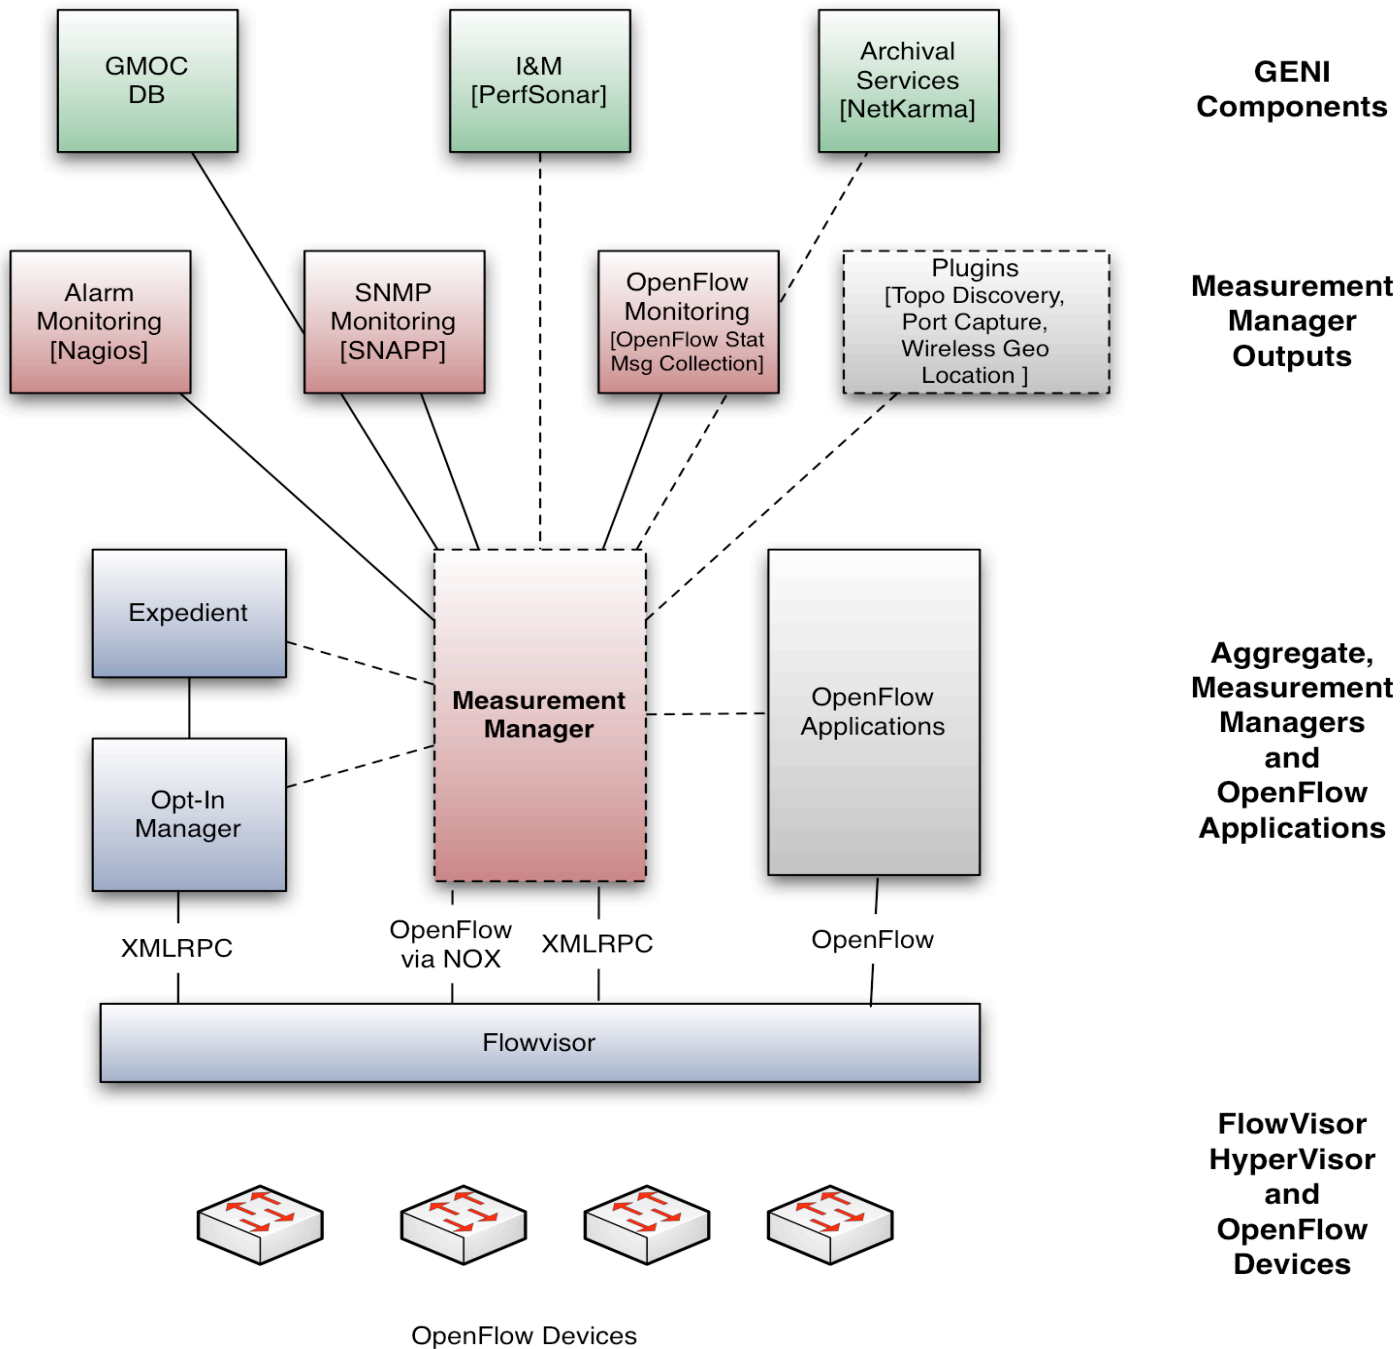 GMOC
DB
I&M
[PerfSonar]
Archival
Services
[NetKarma]
GENI
Components
Alarm
Monitoring
[Nagios]
SNMP
Monitoring
[SNAPP]
OpenFlow
Monitoring
[OpenFlow Stat
Msg Collection]
Plugins
[Topo Discovery,
Port Capture,
Wireless Geo
Location ]
Measurement
Manager
Outputs
Expedient
Opt-In
Manager
Measurement
Manager
OpenFlow
Applications
Aggregate,
Measurement
Managers
and
OpenFlow
Applications
XMLRPC
OpenFlow
via NOX
XMLRPC
OpenFlow
Flowvisor
FlowVisor
HyperVisor
and
OpenFlow
Devices
OpenFlow Devices